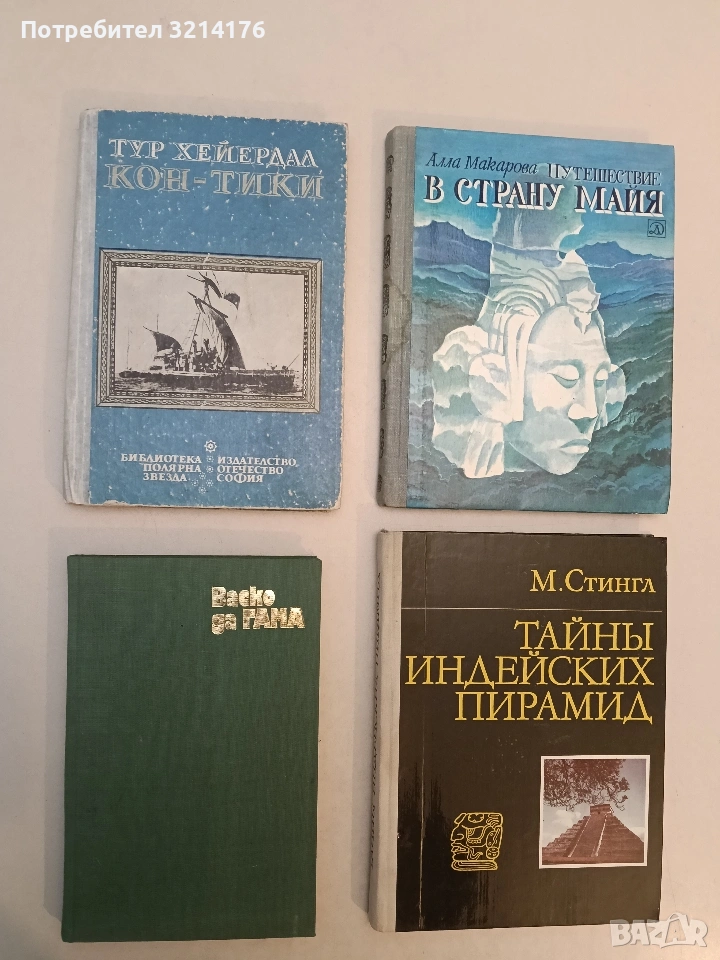 Потребител 3214176
ТУР ХЕЙЕРДАЛ
КОН-ТИКИ
БИБЛИОТЕКА
ПОЛЯРНА
ЗВЕЗДА
ИЗДАТЕЛСТВО
ОТЕЧЕСТВО
СОФИЯ
Алла Макарова ПУТЕШЕСТВИЕ
В СТРАНУ МАЙЯ
Васко
да ГАМА
М. Стингл
ТАЙНЫ
ИНДЕЙСКИХ
ПИРАМИД
BAZAR